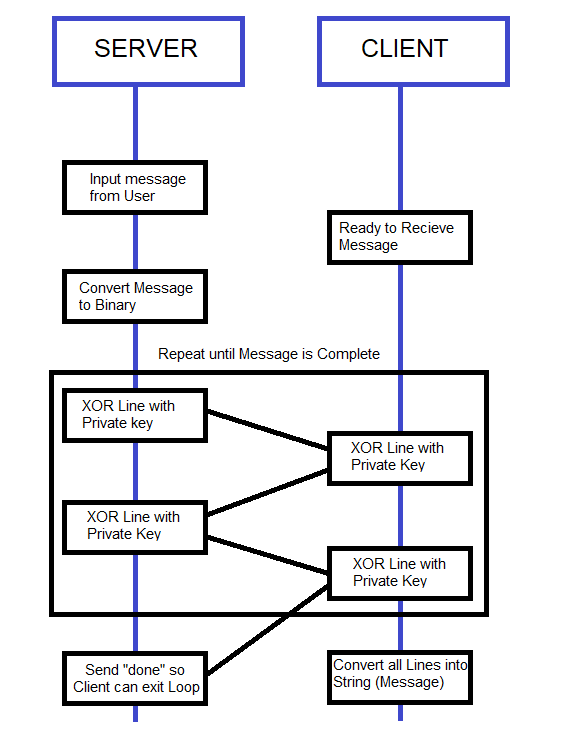 SERVER
CLIENT
Input message
from User
Ready to Recieve
Message
Convert Message
to Binary
Repeat until Message is Complete
XOR Line with
Private key
XOR Line with
Private Key
XOR Line with
Private Key
XOR Line with
Private Key
Send "done" so
Client can exit Loop
Convert all Lines into
String (Message)